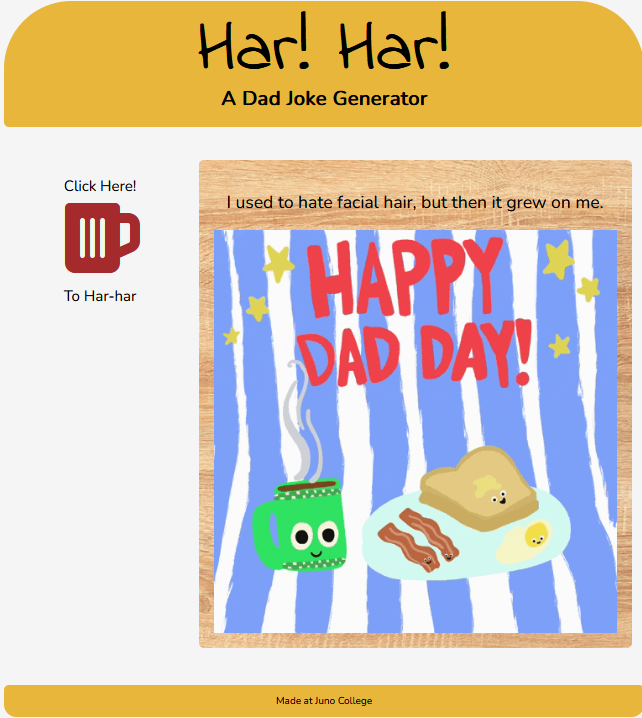 Har! Har!
A Dad Joke Generator
Click Here!
To Har-har
I used to hate facial hair, but then it grew on me.
HAPPY
DAD DAY!
Made at Juno College